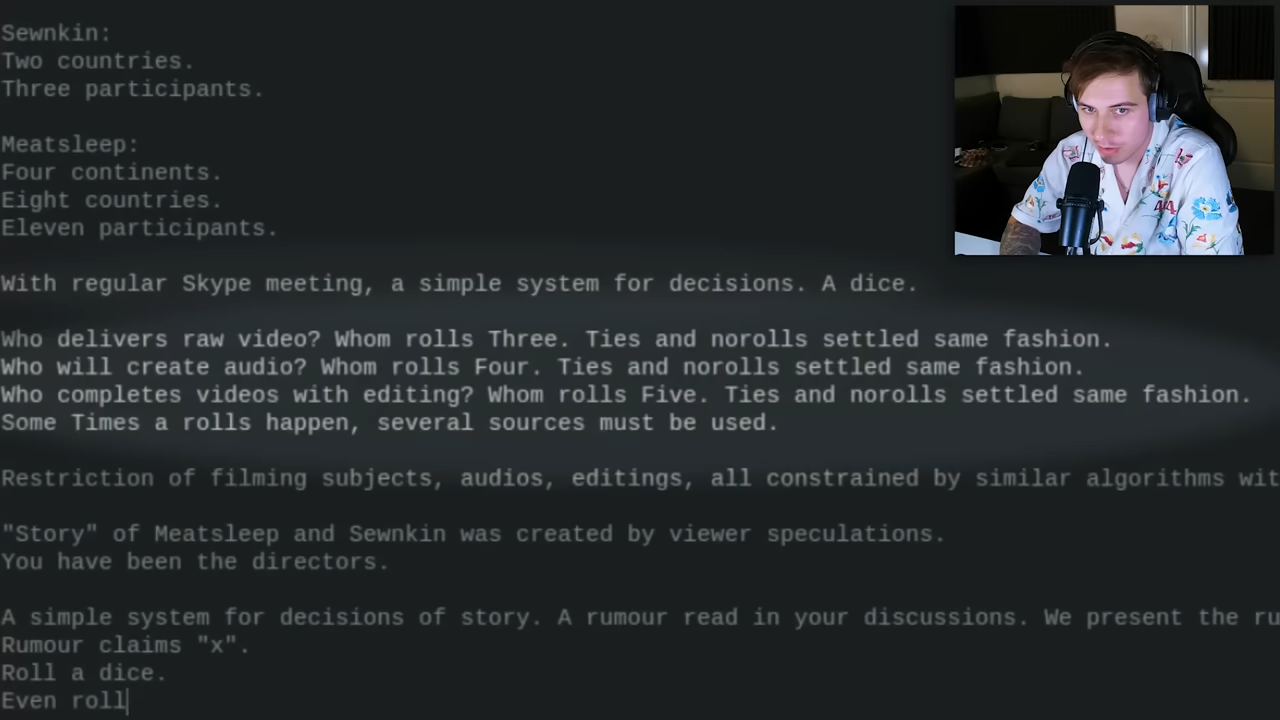 Sewnkin:
Two countries.
Three participants.
Meatsleep:
Four continents.
Eight countries.
Eleven participants.
With regular Skype meeting, a simple system for decisions. A dice.
Who delivers raw video? Whom rolls Three. Ties and norolls settled same fashion.
Who will create audio? Whom rolls Four. Ties and norolls settled same fashion.
Who completes videos with editing? Whom rolls Five. Ties and norolls settled same fashion.
Some Times a rolls happen, several sources must be used.
Restriction of filming subjects, audios, editings, all constrained by similar algorithms wit
"Story" of Meatsleep and Sewnkin was created by viewer speculations.
You have been the directors.
A simple system for decisions of story. A rumour read in your discussions. We present the ru
Rumour claims "x".
Roll a dice.
Even roll